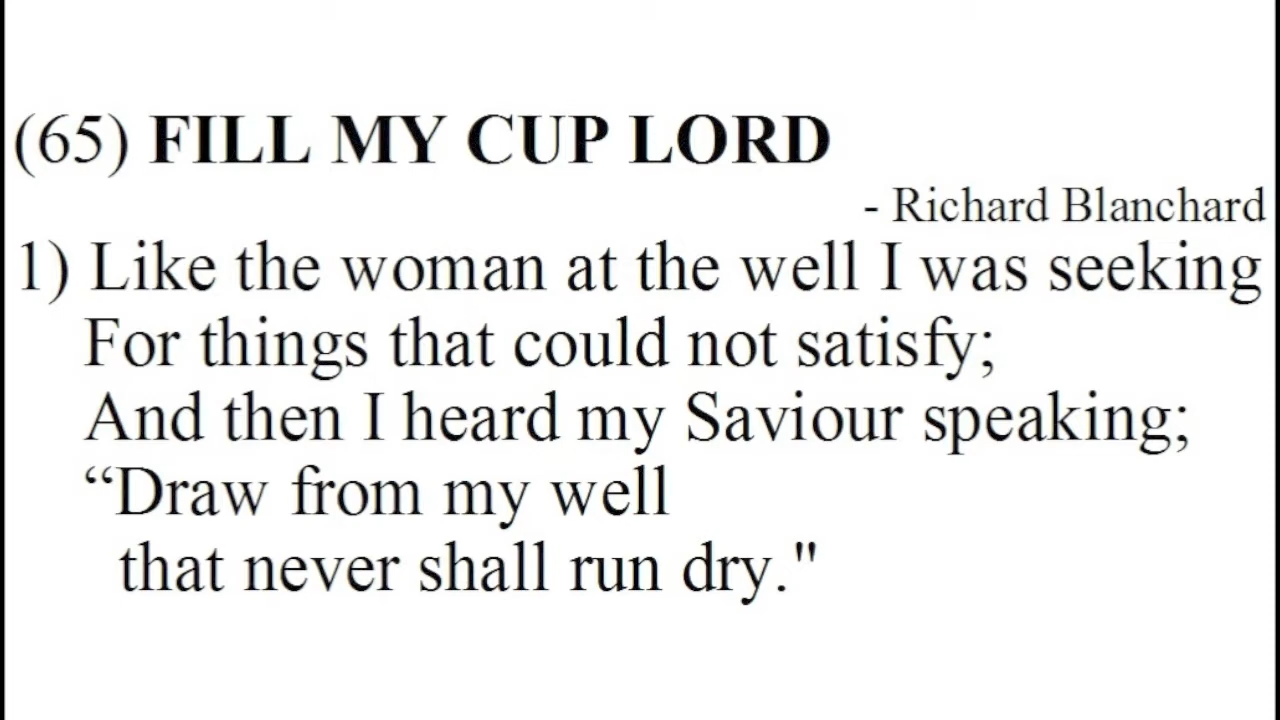 (65) FILL MY CUP LORD
- Richard Blanchard
1) Like the woman at the well I was seeking
For things that could not satisfy;
And then I heard my Saviour speaking;
“Draw from my well
that never shall run dry."